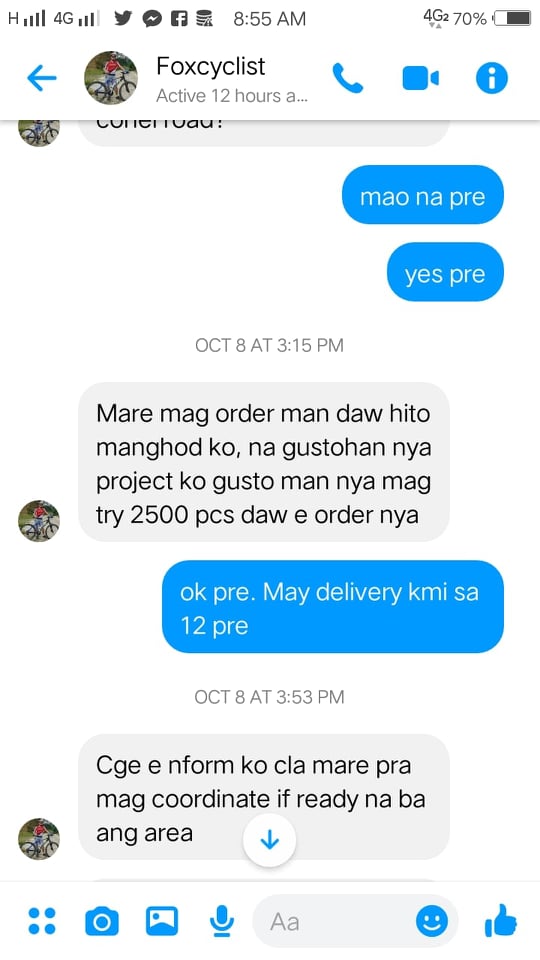 H 4G 8:55 AM 4G2 70%
Foxcyclist
Active 12 hours a...
mao na pre
yes pre
OCT 8 AT 3:15 PM
Mare mag order man daw hito
manghod ko, na gustohan nya
project ko gusto man nya mag
try 2500 pcs daw e order nya
ok pre. May delivery kmi sa
12 pre
OCT 8 AT 3:53 PM
Cge e nform ko cla mare pra
mag coordinate if ready na ba
ang area
Aa